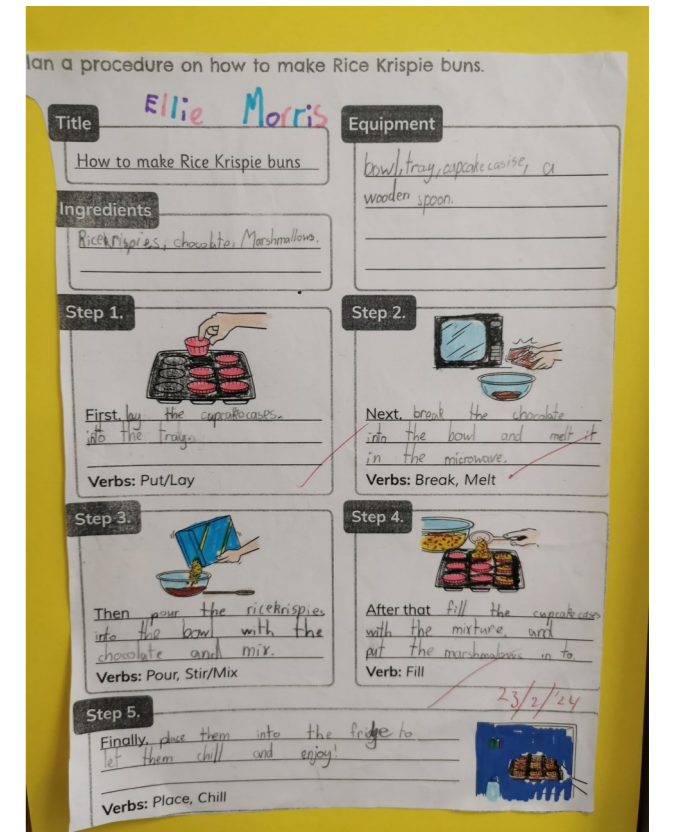 lan a procedure on how to make Rice Krispie buns.
Ellie Morris
Title
How to make Rice Krispie buns
Equipment
bowl, tray, cupcake casise, a
wooden spoon.
Ingredients
Ricekrispies, chocolate, Marshmallows.
Step 1.
First, lay the cupcakecases.
into the tray.
Verbs: Put/Lay
Step 2.
Next, break the chocolate
into the bowl and melt it
in the microwave.
Verbs: Break, Melt
Step 3.
Then pour the ricekrispies
into the bowl with the
chocolate and mix.
Verbs: Pour, Stir/Mix
Step 4.
After that fill the cupcake cases
with the mixture and
put the marshmalows in to.
Verb: Fill
23/2/'24
Step 5.
Finally, place them into the fridge to
let them chill and enjoy!
Verbs: Place, Chill